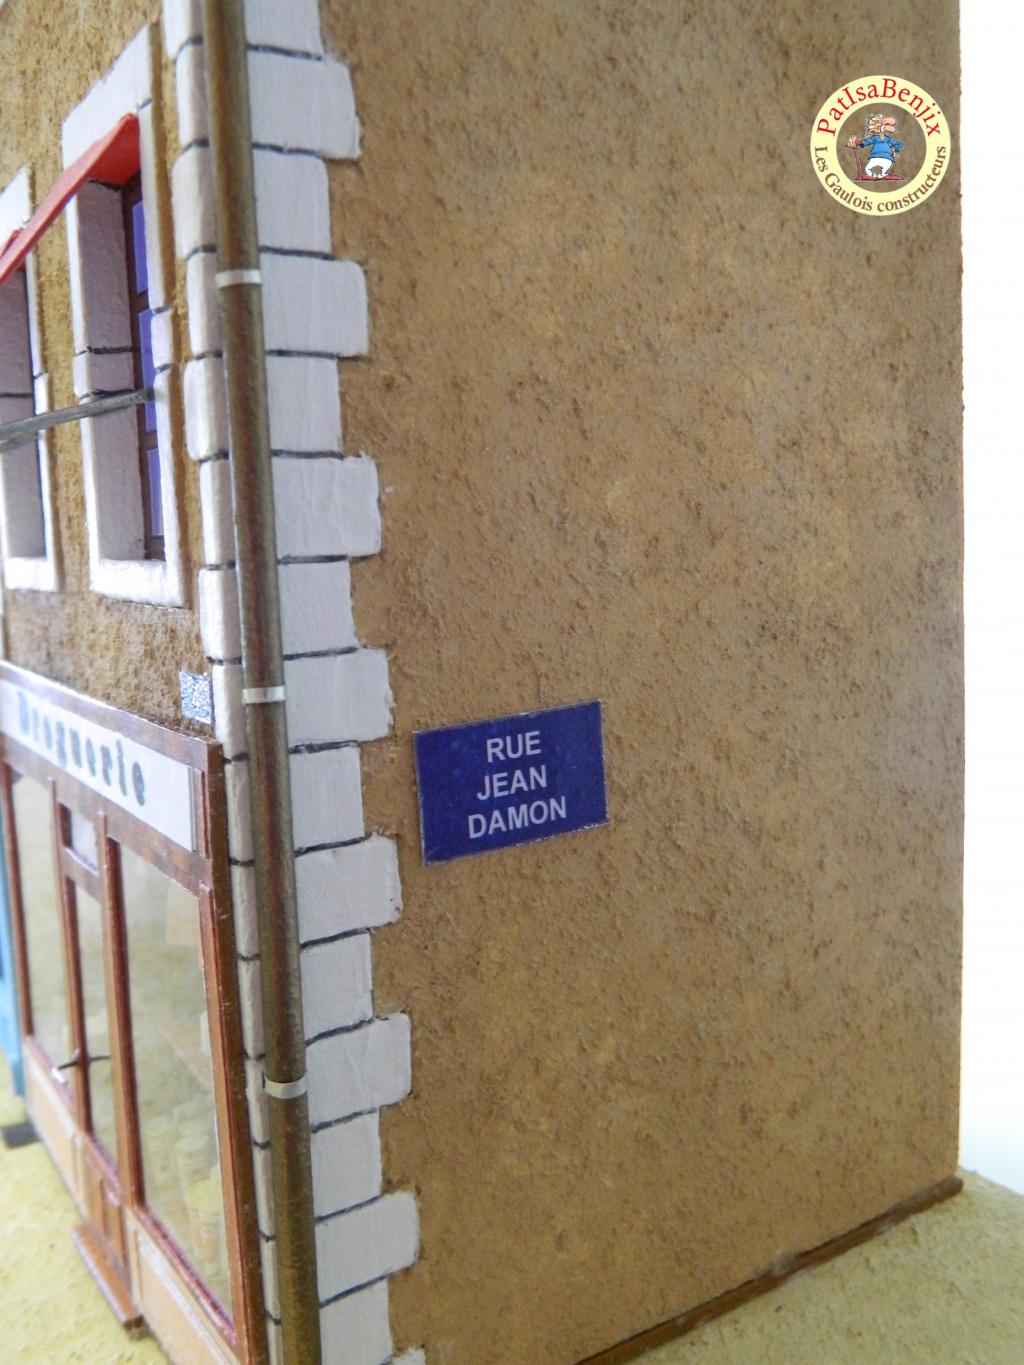 PatIsaBenjix
Les Gaulois constructeurs
RUE
JEAN
DAMON
Droguerie